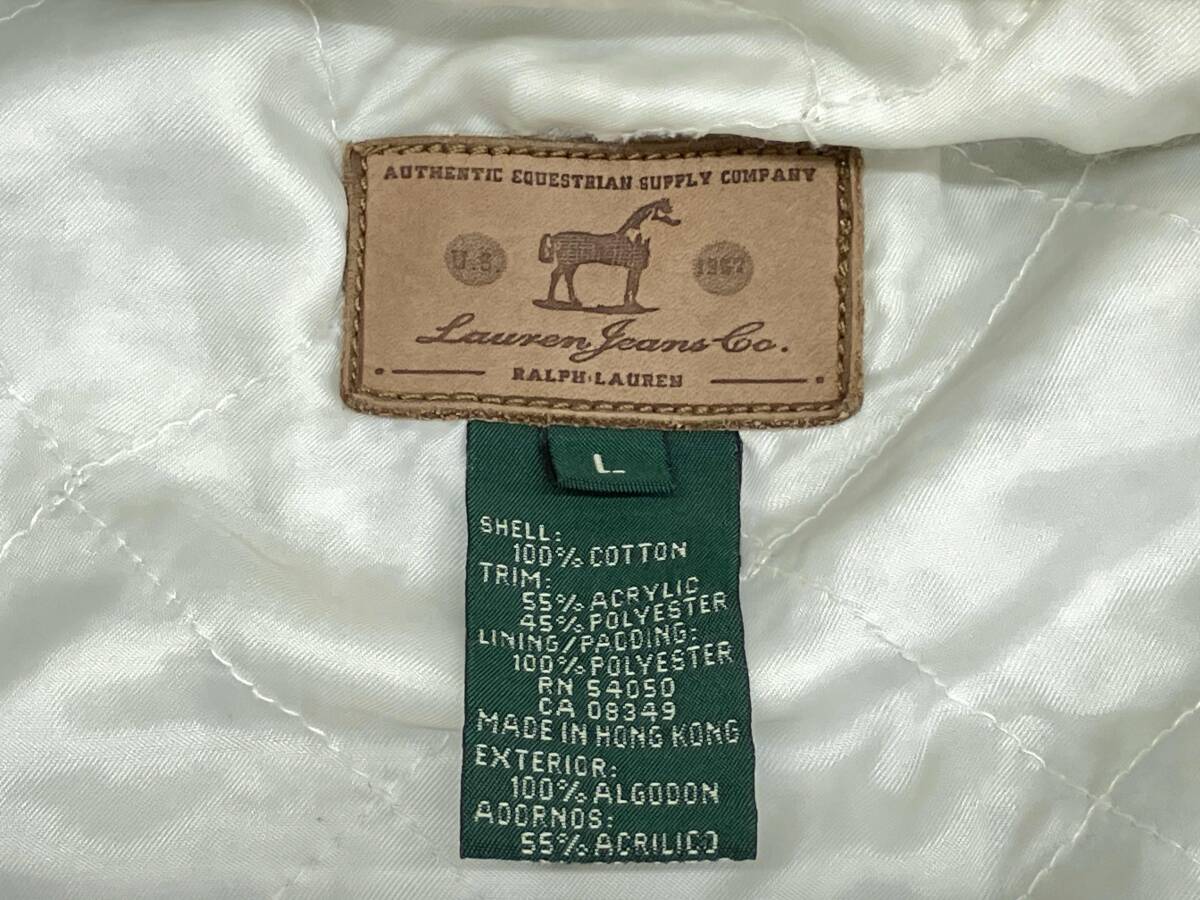 AUTHENTIC EQUESTRIAN SUPPLY COMPANY
U.S. 1967
Lauren Jeans Co.
RALPH LAUREN
L
SHELL:
100% COTTON
TRIM:
55% ACRYLIC
45% POLYESTER
LINING/PADDING:
100% POLYESTER
RN 54050
CA 08349
MADE IN HONG KONG
EXTERIOR:
100% ALGODON
ADORNOS:
55% ACRILICO